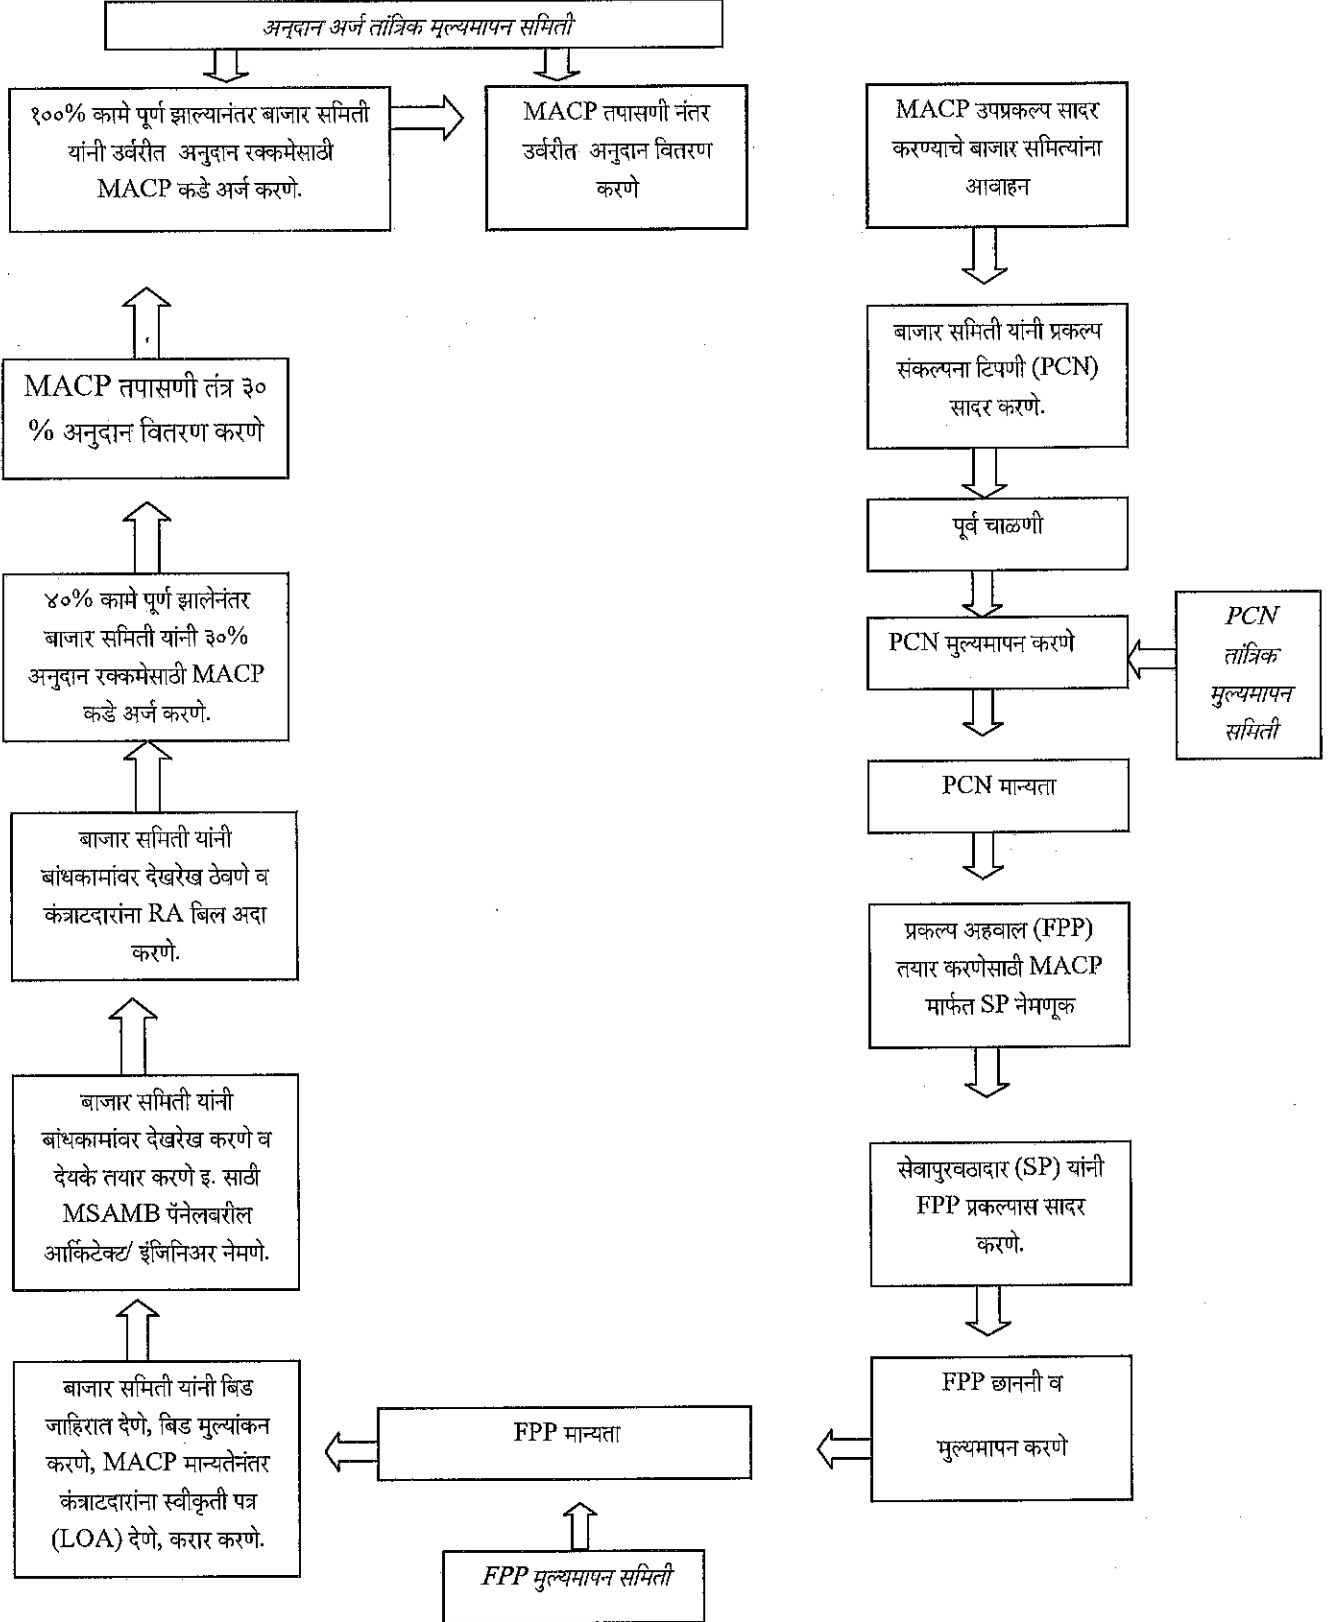 अनुदान अर्ज तांत्रिक मूल्यमापन समिती
१००% कामे पूर्ण झाल्यानंतर बाजार समिती
यांनी उर्वरीत अनुदान रक्कमेसाठी
MACP कडे अर्ज करणे.
MACP तपासणी नंतर
उर्वरीत अनुदान वितरण
करणे
MACP उपप्रकल्प सादर
करण्याचे बाजार समित्यांना
आवाहन
बाजार समिती यांनी प्रकल्प
संकल्पना टिपणी (PCN)
सादर करणे.
पूर्व चाळणी
PCN मुल्यमापन करणे
PCN
तांत्रिक
मुल्यमापन
समिती
PCN मान्यता
प्रकल्प अहवाल (FPP)
तयार करणेसाठी MACP
मार्फत SP नेमणूक
सेवापुरवठादार (SP) यांनी
FPP प्रकल्पास सादर
करणे.
FPP छाननी व
मुल्यमापन करणे
FPP मान्यता
FPP मुल्यमापन समिती
बाजार समिती यांनी बिड
जाहिरात देणे, बिड मुल्यांकन
करणे, MACP मान्यतेनंतर
कंत्राटदारांना स्वीकृती पत्र
(LOA) देणे, करार करणे.
बाजार समिती यांनी
बांधकामांवर देखरेख करणे व
देयके तयार करणे इ. साठी
MSAMB पॅनेलवरील
आर्किटेक्ट/ इंजिनिअर नेमणे.
बाजार समिती यांनी
बांधकामांवर देखरेख ठेवणे व
कंत्राटदारांना RA बिल अदा
करणे.
४०% कामे पूर्ण झालेनंतर
बाजार समिती यांनी ३०%
अनुदान रक्कमेसाठी MACP
कडे अर्ज करणे.
MACP तपासणी तंत्र ३०
% अनुदान वितरण करणे